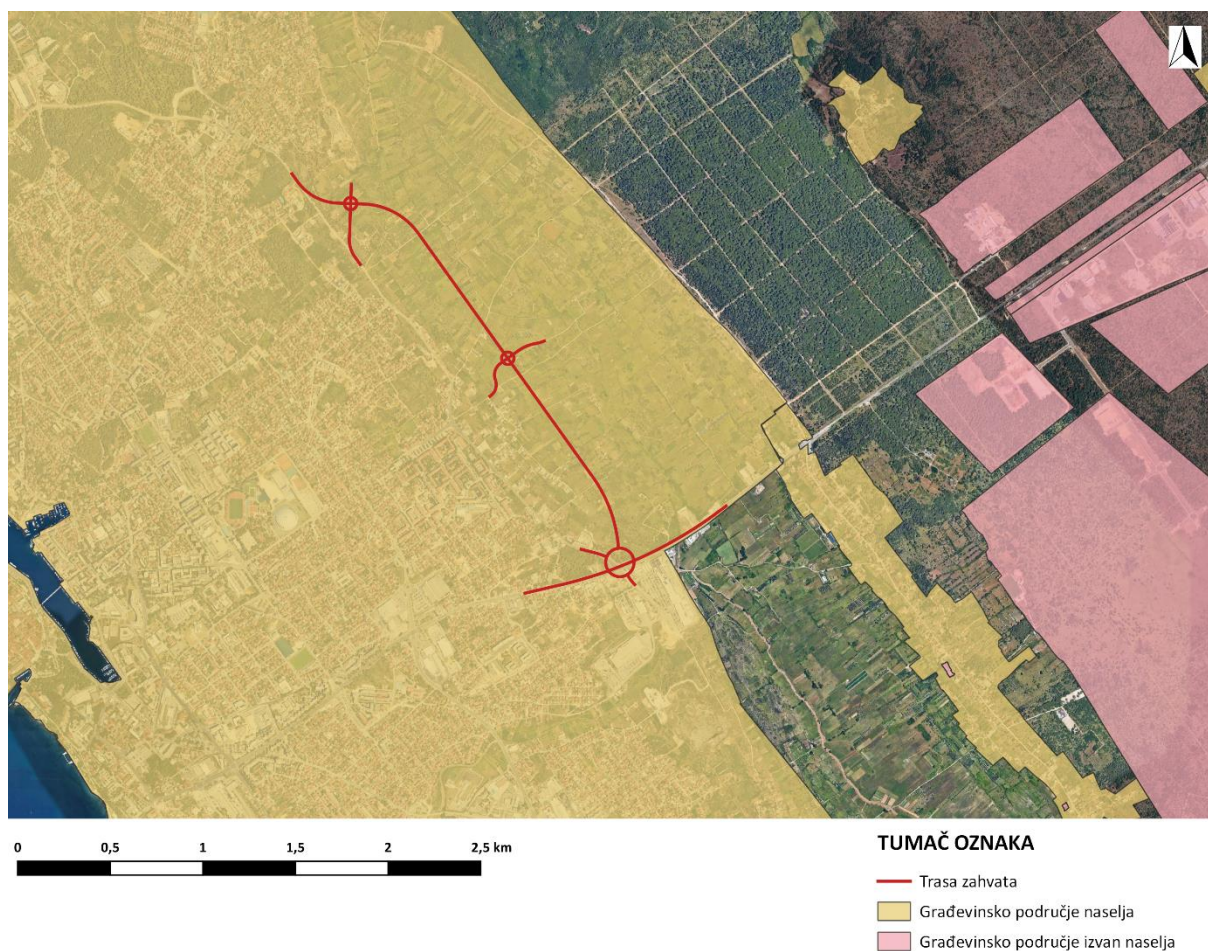 0 0,5 1 1,5 2 2,5 km
TUMAČ OZNAKA
Trasa zahvata
Građevinsko područje naselja
Građevinsko područje izvan naselja